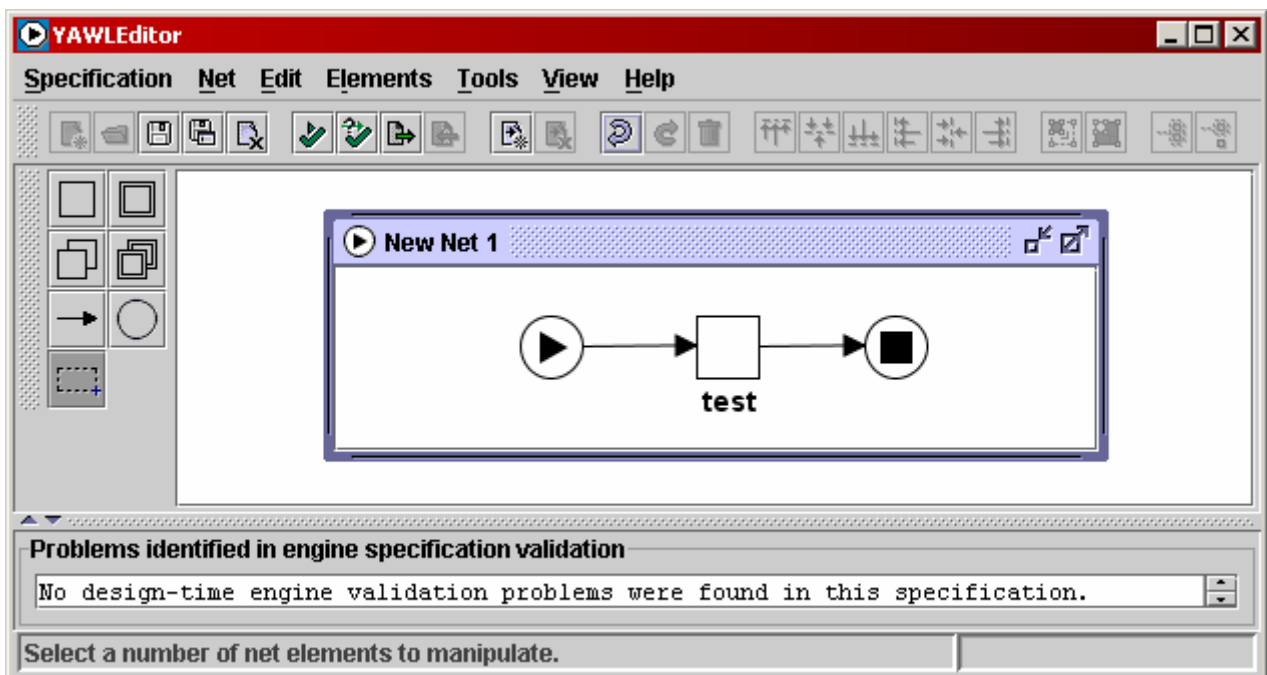 YAWLEditor
Specification Net Edit Elements Tools View Help
New Net 1
test
Problems identified in engine specification validation
No design-time engine validation problems were found in this specification.
Select a number of net elements to manipulate.